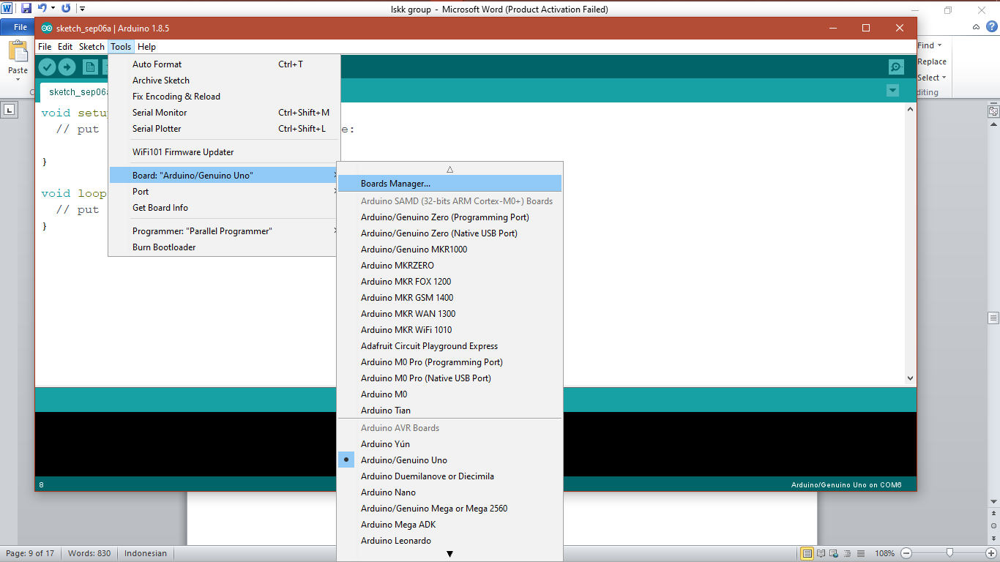 lskk group - Microsoft Word (Product Activation Failed)
File
sketch_sep06a | Arduino 1.8.5
File Edit Sketch Tools Help
Paste
Find
Replace
Select
diting
Auto Format Ctrl+T
Archive Sketch
Fix Encoding & Reload
Serial Monitor Ctrl+Shift+M
Serial Plotter Ctrl+Shift+L
WiFi101 Firmware Updater
Board: "Arduino/Genuino Uno"
Port
Get Board Info
Programmer: "Parallel Programmer"
Burn Bootloader
sketch_sep06a
void setup
// put e:
}
void loop
// put
}
Boards Manager...
Arduino SAMD (32-bits ARM Cortex-M0+) Boards
Arduino/Genuino Zero (Programming Port)
Arduino/Genuino Zero (Native USB Port)
Arduino/Genuino MKR1000
Arduino MKRZERO
Arduino MKR FOX 1200
Arduino MKR GSM 1400
Arduino MKR WAN 1300
Arduino MKR WiFi 1010
Adafruit Circuit Playground Express
Arduino M0 Pro (Programming Port)
Arduino M0 Pro (Native USB Port)
Arduino M0
Arduino Tian
Arduino AVR Boards
Arduino Yún
Arduino/Genuino Uno
Arduino Duemilanove or Diecimila
Arduino Nano
Arduino/Genuino Mega or Mega 2560
Arduino Mega ADK
Arduino Leonardo
8 Arduino/Genuino Uno on COM6
Page: 9 of 17 Words: 830 Indonesian 108%